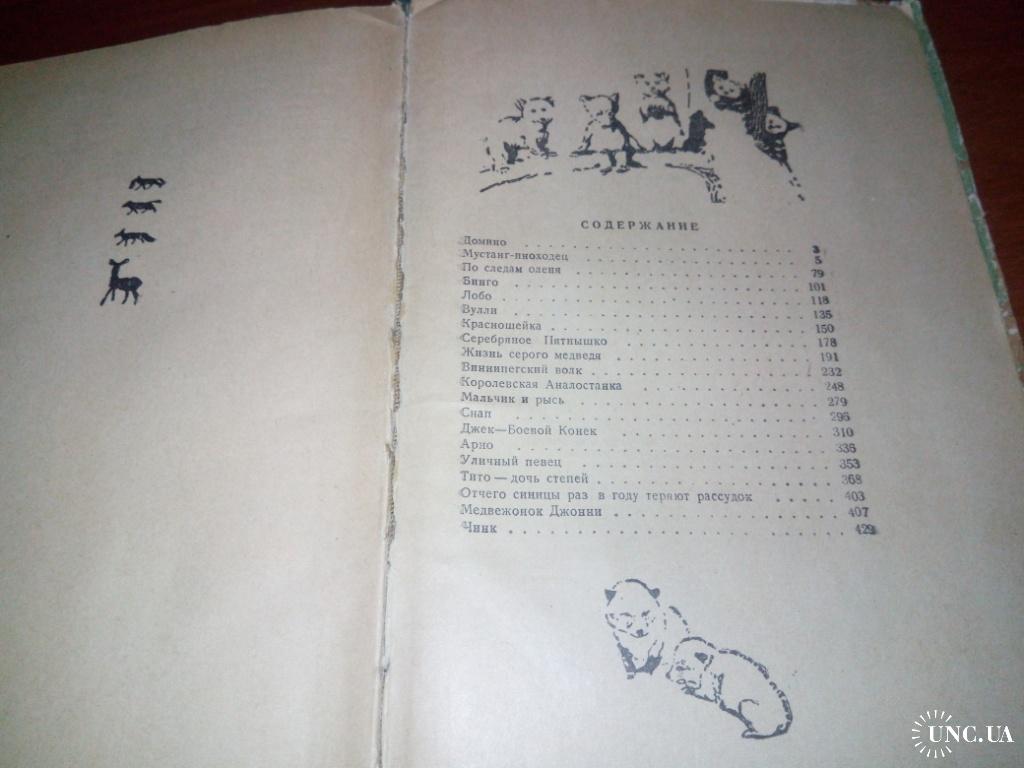 СОДЕРЖАНИЕ
Домино . . . . . . . . . . . . . . . . . . . . 3
Мустанг-иноходец . . . . . . . . . . . . . . . . 5
По следам оленя . . . . . . . . . . . . . . . . 79
Бинго . . . . . . . . . . . . . . . . . . . . 101
Лобо . . . . . . . . . . . . . . . . . . . . 118
Вулли . . . . . . . . . . . . . . . . . . . . 135
Красношейка . . . . . . . . . . . . . . . . . . 150
Серебряное Пятнышко . . . . . . . . . . . . . . 178
Жизнь серого медведя . . . . . . . . . . . . . . 191
Виннипегский волк . . . . . . . . . . . . . . . 232
Королевская Аналостанка . . . . . . . . . . . . 248
Мальчик и рысь . . . . . . . . . . . . . . . . 279
Снап . . . . . . . . . . . . . . . . . . . . 296
Джек—Боевой Конек . . . . . . . . . . . . . . . 310
Арно . . . . . . . . . . . . . . . . . . . . 336
Уличный певец . . . . . . . . . . . . . . . . . 353
Тито — дочь степей . . . . . . . . . . . . . . . 368
Отчего синицы раз в году теряют рассудок . . . . . 403
Медвежонок Джонни . . . . . . . . . . . . . . . 407
Чинк . . . . . . . . . . . . . . . . . . . . 429
UNC.UA